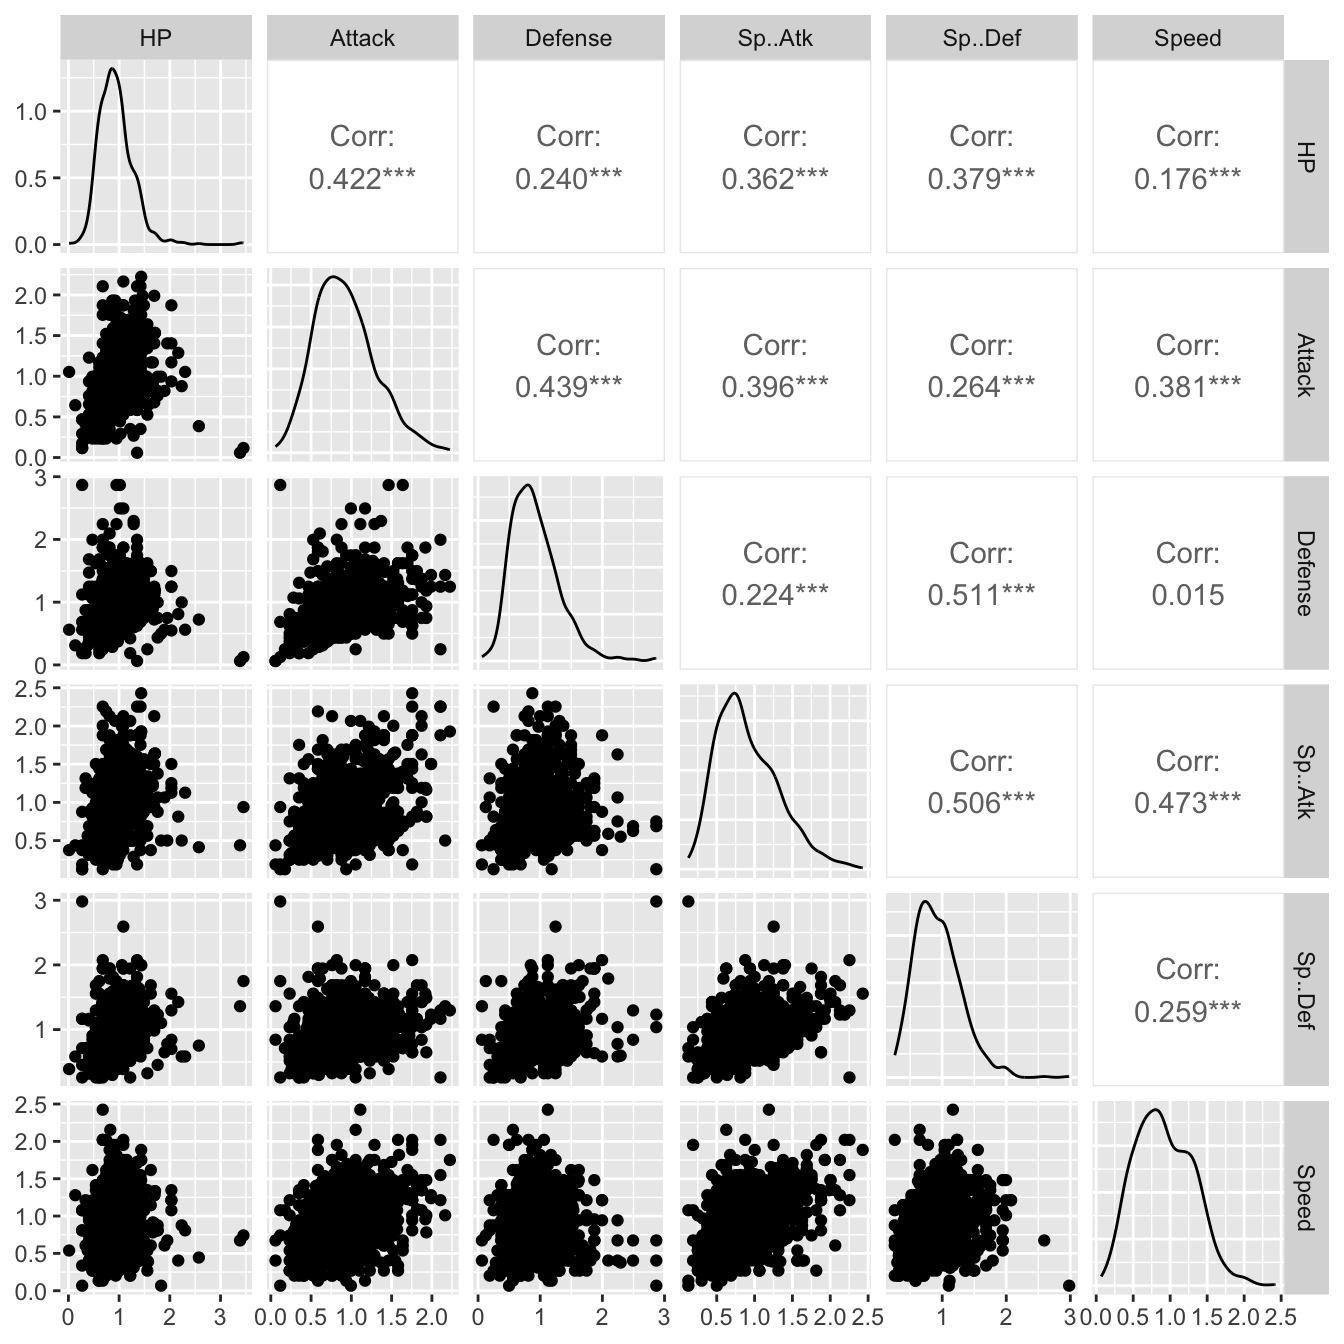 HP Attack Defense Sp..Atk Sp..Def Speed
1.0
0.5
0.0
Corr:
0.422***
Corr:
0.240***
Corr:
0.362***
Corr:
0.379***
Corr:
0.176***
HP
2.0
1.5
1.0
0.5
0.0
Corr:
0.439***
Corr:
0.396***
Corr:
0.264***
Corr:
0.381***
Attack
3
2
1
0
Corr:
0.224***
Corr:
0.511***
Corr:
0.015
Defense
2.5
2.0
1.5
1.0
0.5
Corr:
0.506***
Corr:
0.473***
Sp..Atk
3
2
1
Corr:
0.259***
Sp..Def
2.5
2.0
1.5
1.0
0.5
0.0
Speed
0 1 2 3 0.0 0.5 1.0 1.5 2.0 0 1 2 3 0.5 1.0 1.5 2.0 2.5 1 2 3 0.0 0.5 1.0 1.5 2.0 2.5